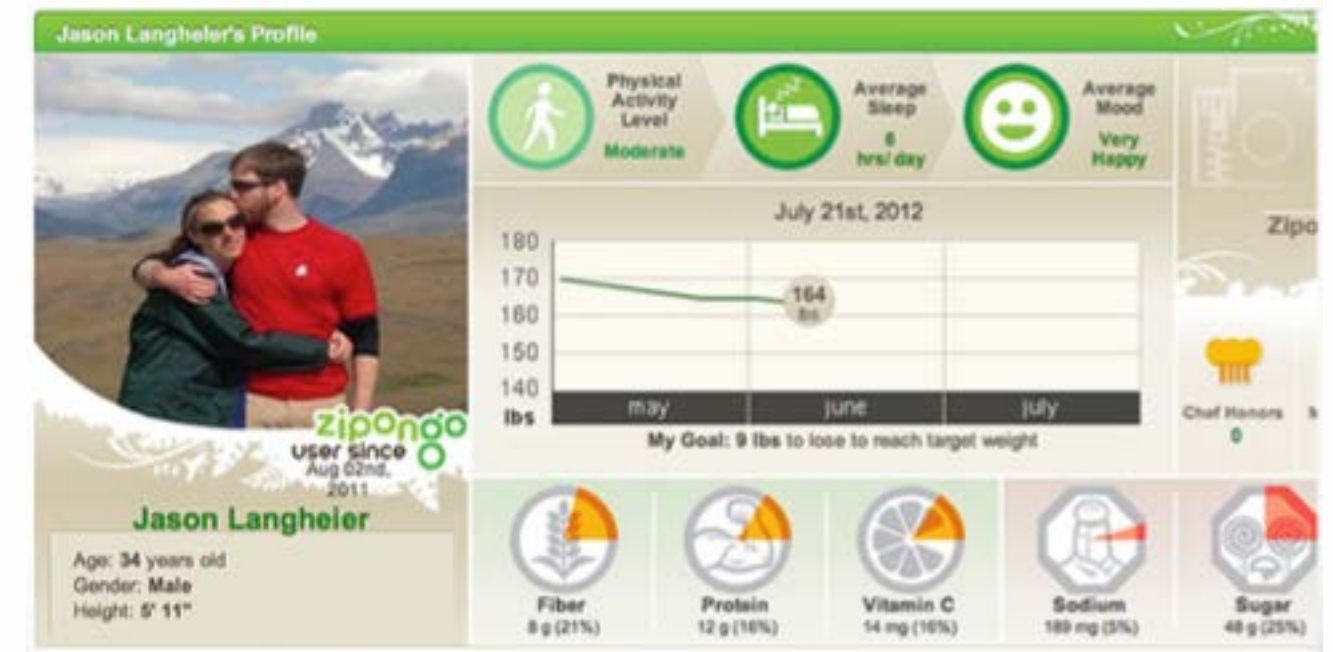 Jason Langheier's Profile
Physical
Activity
Level
Moderate
Average
Sleep
8
hrs/ day
Average
Mood
Very
Happy
July 21st, 2012
180
170
160
150
140
lbs
164
lbs
may
june
july
My Goal: 9 lbs to lose to reach target weight
Zipo
Chef Honors
0
zipongo
user since
Aug 02nd,
2011
Jason Langheier
Age: 34 years old
Gender: Male
Height: 5' 11"
Fiber
8 g (21%)
Protein
12 g (16%)
Vitamin C
14 mg (16%)
Sodium
189 mg (5%)
Sugar
48 g (25%)